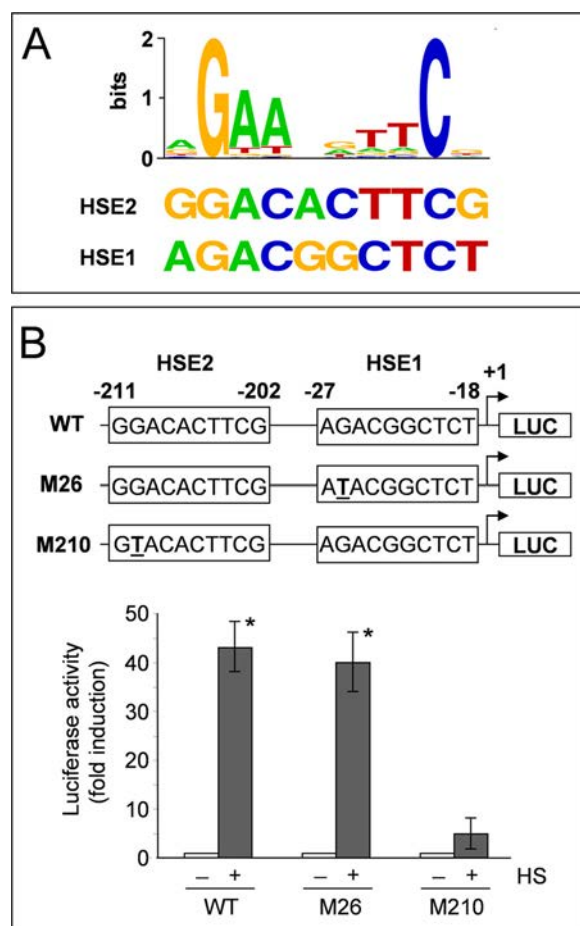 A
2
1
0
bits
GAA TTC
HSE2 GGACACTTCG
HSE1 AGACGGCTCT
B
HSE2 HSE1
-211 -202 -27 -18 +1
WT GGACACTTCG AGACGGCTCT LUC
M26 GGACACTTCG ATACGGCTCT LUC
M210 GTACACTTCG AGACGGCTCT LUC
Luciferase activity
(fold induction)
50
40
30
20
10
0
* *
– + – + – + HS
WT M26 M210